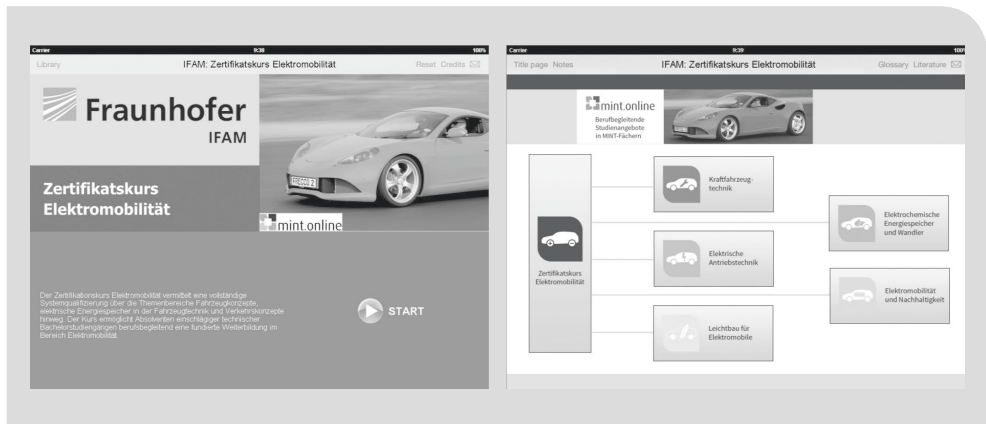 Carrier 9:38 100%
Library IFAM: Zertifikatskurs Elektromobilität Reset Credits
Fraunhofer
IFAM
Zertifikatskurs
Elektromobilität
mint.online
Der Zertifikationskurs Elektromobilität vermittelt eine vollständige
Systemqualifizierung über die Themenbereiche Fahrzeugkonzepte,
elektrische Energiespeicher in der Fahrzeugtechnik und Verkehrskonzepte
hinweg. Der Kurs ermöglicht Absolventen einschlägiger technischer
Bachelorstudiengängen berufsbegleitend eine fundierte Weiterbildung im
Bereich Elektromobilität.
START
Carrier 9:39 100%
Title page Notes IFAM: Zertifikatskurs Elektromobilität Glossary Literature
mint.online
Berufbegleitende
Studienangebote
in MINT-Fächern
Zertifikatskurs
Elektromobilität
Kraftfahrzeug-
technik
Elektrische
Antriebstechnik
Leichtbau für
Elektromobile
Elektrochemische
Energiespeicher
und Wandler
Elektromobilität
und Nachhaltigkeit